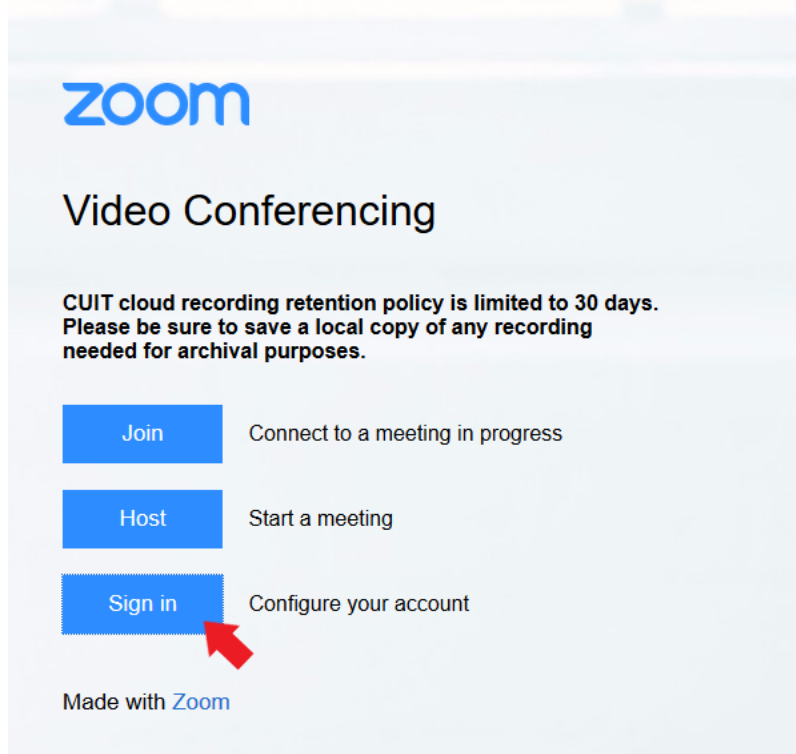 zoom
Video Conferencing
CUIT cloud recording retention policy is limited to 30 days.
Please be sure to save a local copy of any recording
needed for archival purposes.
Join Connect to a meeting in progress
Host Start a meeting
Sign in Configure your account
Made with Zoom